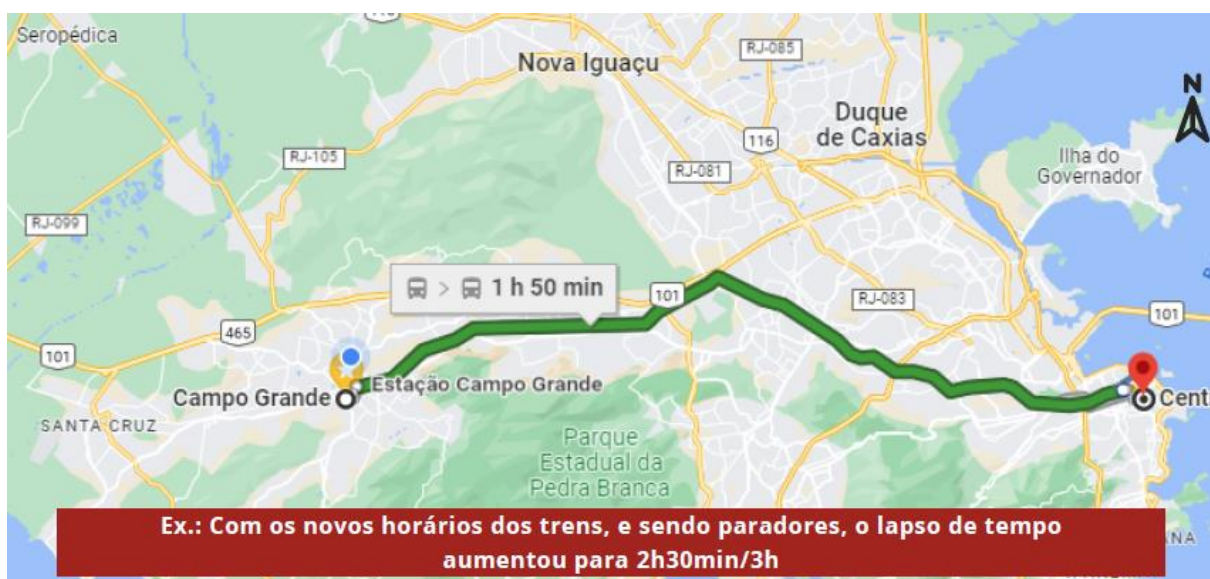 Seropédica
RJ-085
N
Nova Iguaçu
Duque
de Caxias
116
RJ-105
RJ-081
Ilha do
Governador
RJ-099
> 1 h 50 min
101
RJ-083
101
465
101
Estação Campo Grande
Campo Grande
Cent
SANTA CRUZ
Parque
Estadual da
Pedra Branca
Ex.: Com os novos horários dos trens, e sendo paradores, o lapso de tempo
aumentou para 2h30min/3h
ANA